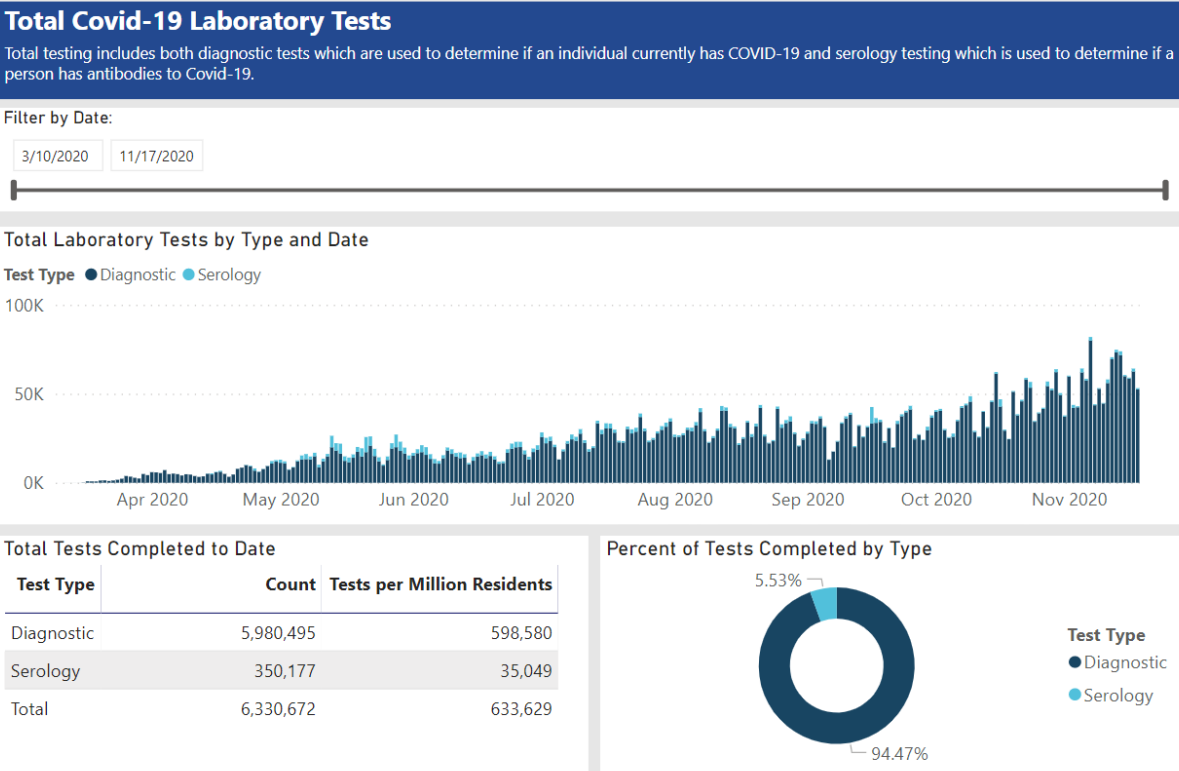 Total Covid-19 Laboratory Tests
Total testing includes both diagnostic tests which are used to determine if an individual currently has COVID-19 and serology testing which is used to determine if a
person has antibodies to Covid-19.
Filter by Date:
3/10/2020 11/17/2020
Total Laboratory Tests by Type and Date
Test Type Diagnostic Serology
100K
50K
0K
Apr 2020 May 2020 Jun 2020 Jul 2020 Aug 2020 Sep 2020 Oct 2020 Nov 2020
Total Tests Completed to Date
Test Type Count Tests per Million Residents
Diagnostic 5,980,495 598,580
Serology 350,177 35,049
Total 6,330,672 633,629
Percent of Tests Completed by Type
5.53%
94.47%
Test Type
Diagnostic
Serology